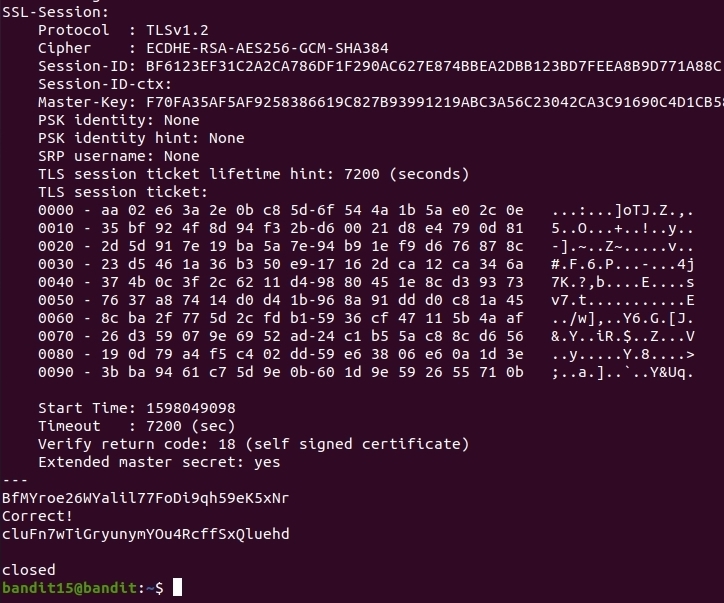 SSL-Session:
    Protocol  : TLSv1.2
    Cipher    : ECDHE-RSA-AES256-GCM-SHA384
    Session-ID: BF6123EF31C2A2CA786DF1F290AC627E874BBEA2DBB123BD7FEEA8B9D771A88C
    Session-ID-ctx:
    Master-Key: F70FA35AF5AF9258386619C827B93991219ABC3A56C23042CA3C91690C4D1CB5
    PSK identity: None
    PSK identity hint: None
    SRP username: None
    TLS session ticket lifetime hint: 7200 (seconds)
    TLS session ticket:
    0000 - aa 02 e6 3a 2e 0b c8 5d-6f 54 4a 1b 5a e0 2c 0e   ...:...]oTJ.Z.,.
    0010 - 35 bf 92 4f 8d 94 f3 2b-d6 00 21 d8 e4 79 0d 81   5..O...+..!..y..
    0020 - 2d 5d 91 7e 19 ba 5a 7e-94 b9 1e f9 d6 76 87 8c   -].~..Z~.....v..
    0030 - 23 d5 46 1a 36 b3 50 e9-17 16 2d ca 12 ca 34 6a   #.F.6.P...-...4j
    0040 - 37 4b 0c 3f 2c 62 11 d4-98 80 45 1e 8c d3 93 73   7K.?,b....E....s
    0050 - 76 37 a8 74 14 d0 d4 1b-96 8a 91 dd d0 c8 1a 45   v7.t...........E
    0060 - 8c ba 2f 77 5d 2c fd b1-59 36 cf 47 11 5b 4a af   ../w],..Y6.G.[J.
    0070 - 26 d3 59 07 9e 69 52 ad-24 c1 b5 5a c8 8c d6 56   &.Y..iR.$..Z...V
    0080 - 19 0d 79 a4 f5 c4 02 dd-59 e6 38 06 e6 0a 1d 3e   ..y.....Y.8....>
    0090 - 3b ba 94 61 c7 5d 9e 0b-60 1d 9e 59 26 55 71 0b   ;..a.]..`..Y&Uq.

    Start Time: 1598049098
    Timeout   : 7200 (sec)
    Verify return code: 18 (self signed certificate)
    Extended master secret: yes
---
BfMYroe26WYalil77FoDi9qh59eK5xNr
Correct!
cluFn7wTiGryunymYOu4RcffSxQluehd

closed
bandit15@bandit:~$